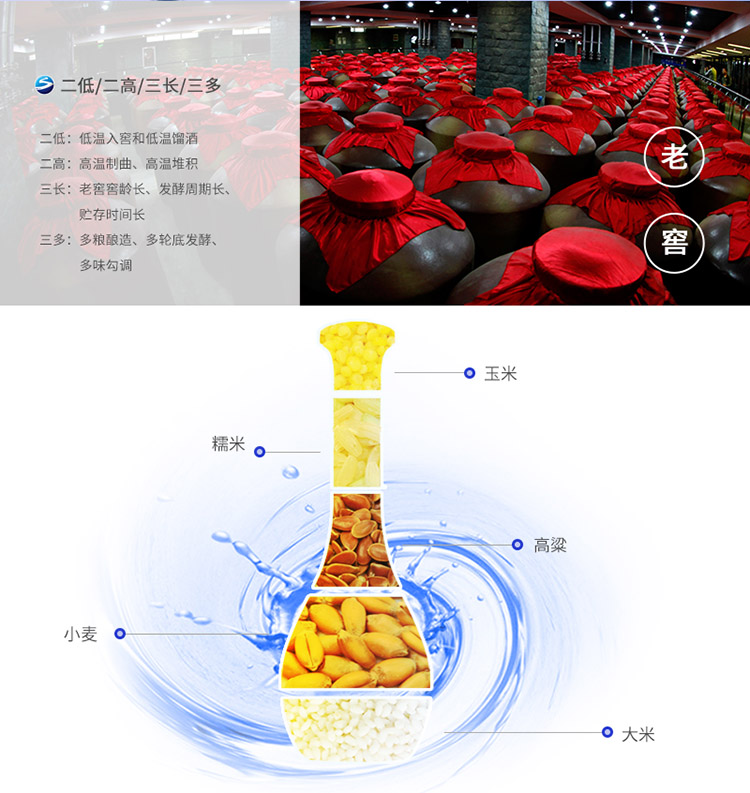 二低/二高/三长/三多
二低：低温入窖和低温馏酒
二高：高温制曲、高温堆积
三长：老窖窖龄长、发酵周期长、
贮存时间长
三多：多粮酿造、多轮底发酵、
多味勾调
老
窖
玉米
糯米
高粱
小麦
大米